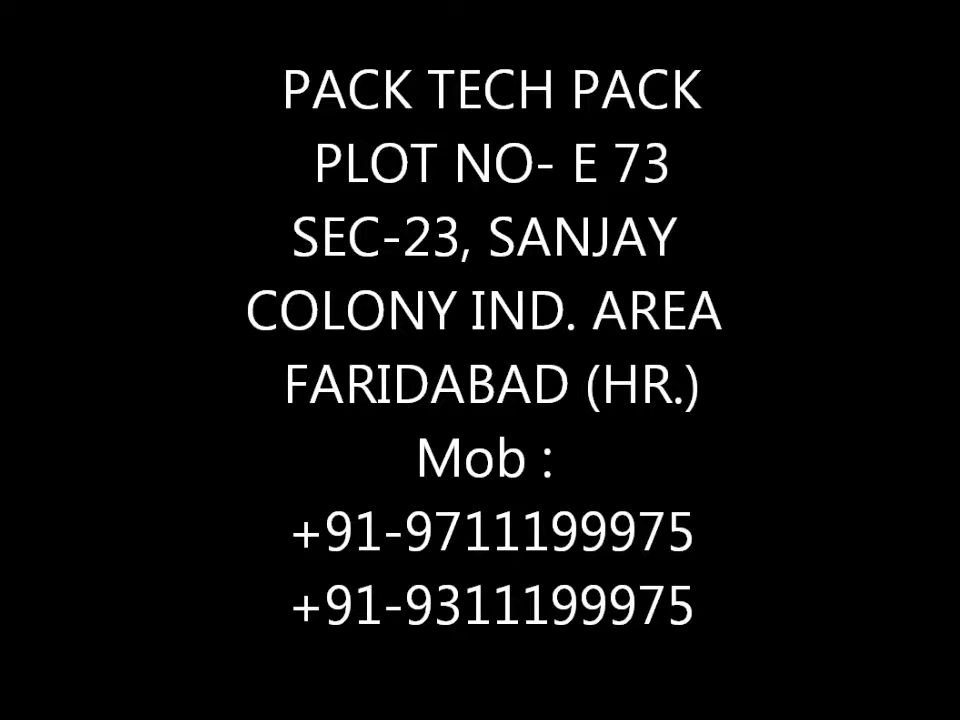 PACK TECH PACK
PLOT NO- E 73
SEC-23, SANJAY
COLONY IND. AREA
FARIDABAD (HR.)
Mob :
+91-9711199975
+91-9311199975